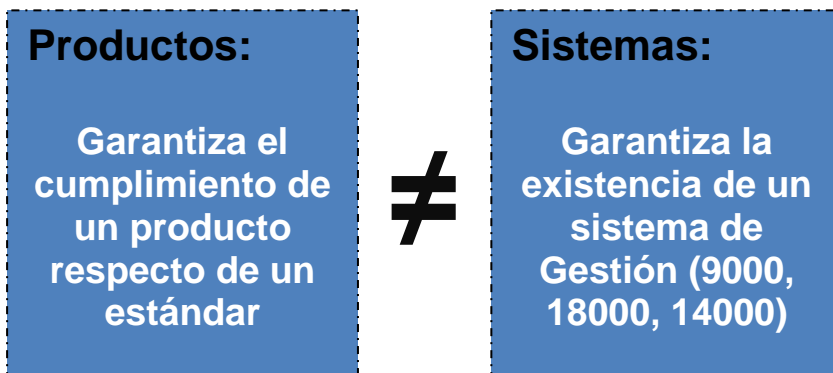 Productos:
Garantiza el
cumplimiento de
un producto
respecto de un
estándar
≠
Sistemas:
Garantiza la
existencia de un
sistema de
Gestión (9000,
18000, 14000)